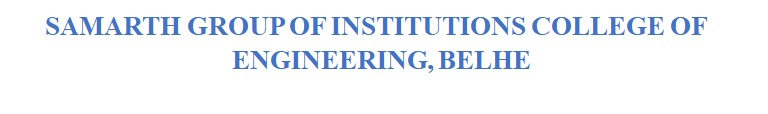 SAMARTH GROUP OF INSTITUTIONS COLLEGE OF
ENGINEERING, BELHE